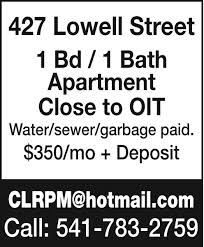 427 Lowell Street
1 Bd / 1 Bath
Apartment
Close to OIT
Water/sewer/garbage paid.
$350/mo + Deposit
CLRPM@hotmail.com
Call: 541-783-2759